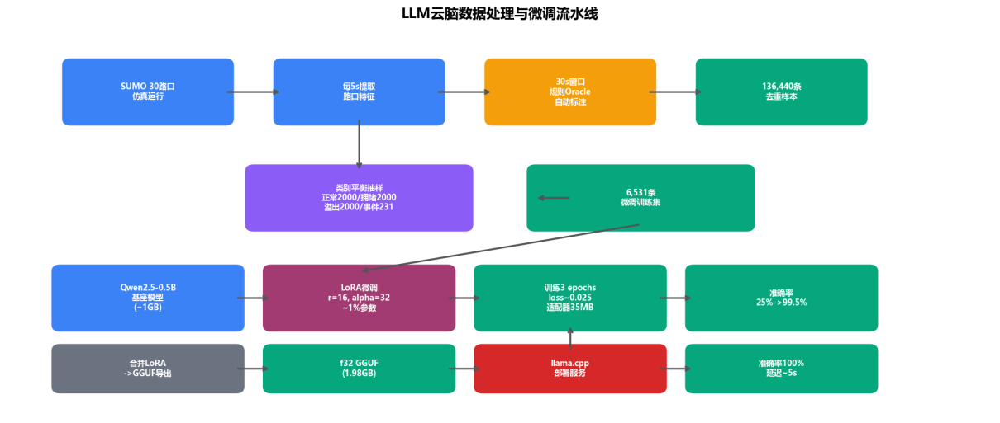 LLM云脑数据处理与微调流水线
SUMO 30路口
仿真运行
每5s提取
路口特征
30s窗口
规则Oracle
自动标注
136,440条
去重样本
类别平衡抽样
正常2000/拥堵2000
溢出2000/事件231
6,531条
微调训练集
Qwen2.5-0.5B
基座模型
(~1GB)
LoRA微调
r=16, alpha=32
~1%参数
训练3 epochs
loss~0.025
适配器35MB
准确率
25%->99.5%
合并LoRA
->GGUF导出
f32 GGUF
(1.98GB)
llama.cpp
部署服务
准确率100%
延迟~5s